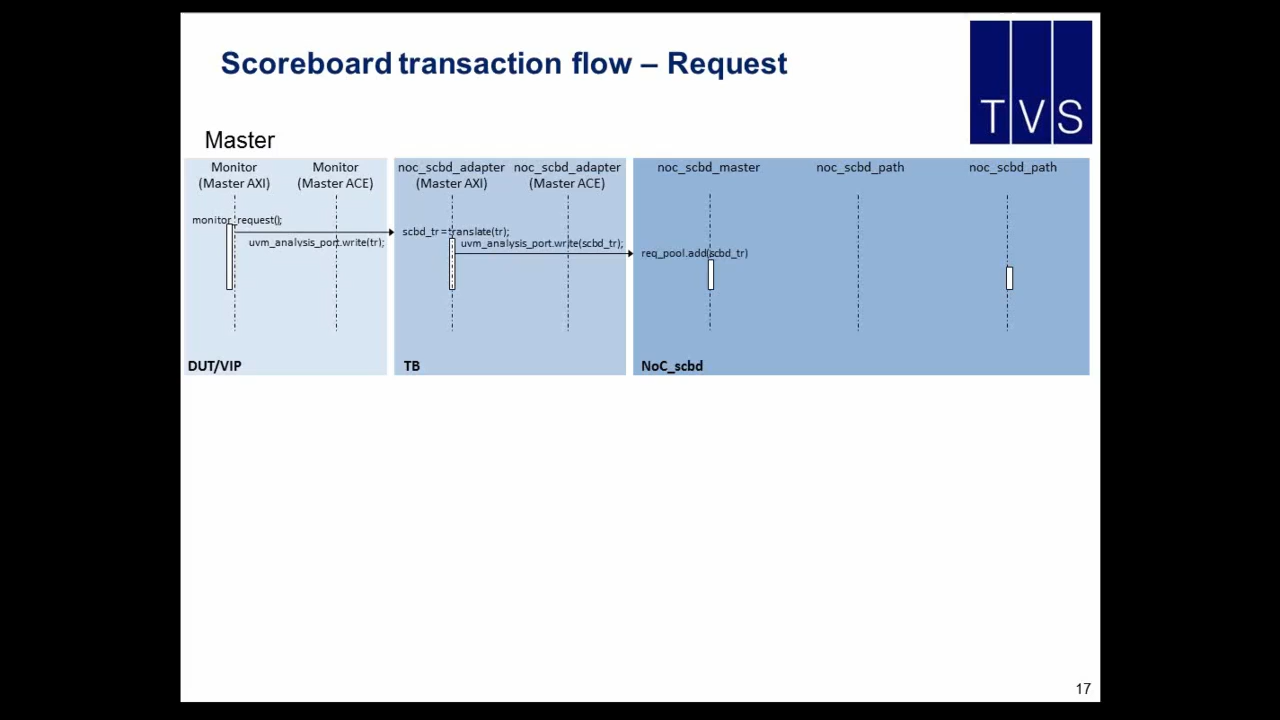 Scoreboard transaction flow – Request
TVS
Master
Monitor
(Master AXI)
Monitor
(Master ACE)
noc_scbd_adapter
(Master AXI)
noc_scbd_adapter
(Master ACE)
noc_scbd_master
noc_scbd_path
noc_scbd_path
monitor_request();
uvm_analysis_port.write(tr);
scbd_tr=translate(tr);
uvm_analysis_port.write(scbd_tr);
req_pool.add(scbd_tr)
DUT/VIP
TB
NoC_scbd
17